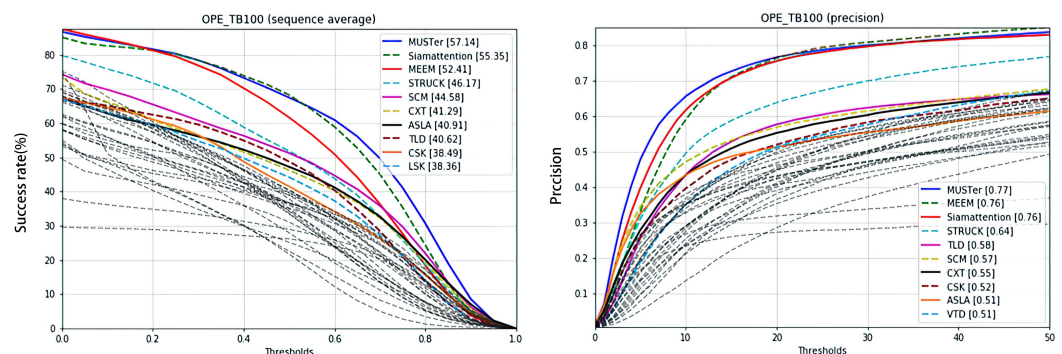 OPE_TB100 (sequence average)
Success rate(%)
80
70
60
50
40
30
20
10
0
0.0 0.2 0.4 0.6 0.8 1.0
Thresholds
MUSTer [57.14]
Siamattention [55.35]
MEEM [52.41]
STRUCK [46.17]
SCM [44.58]
CXT [41.29]
ASLA [40.91]
TLD [40.62]
CSK [38.49]
LSK [38.36]
OPE_TB100 (precision)
Prccision
0.8
0.7
0.6
0.5
0.4
0.3
0.2
0.1
0 10 20 30 40 50
Thresholds
MUSTer [0.77]
MEEM [0.76]
Siamattention [0.76]
STRUCK [0.64]
TLD [0.58]
SCM [0.57]
CXT [0.55]
CSK [0.52]
ASLA [0.51]
VTD [0.51]